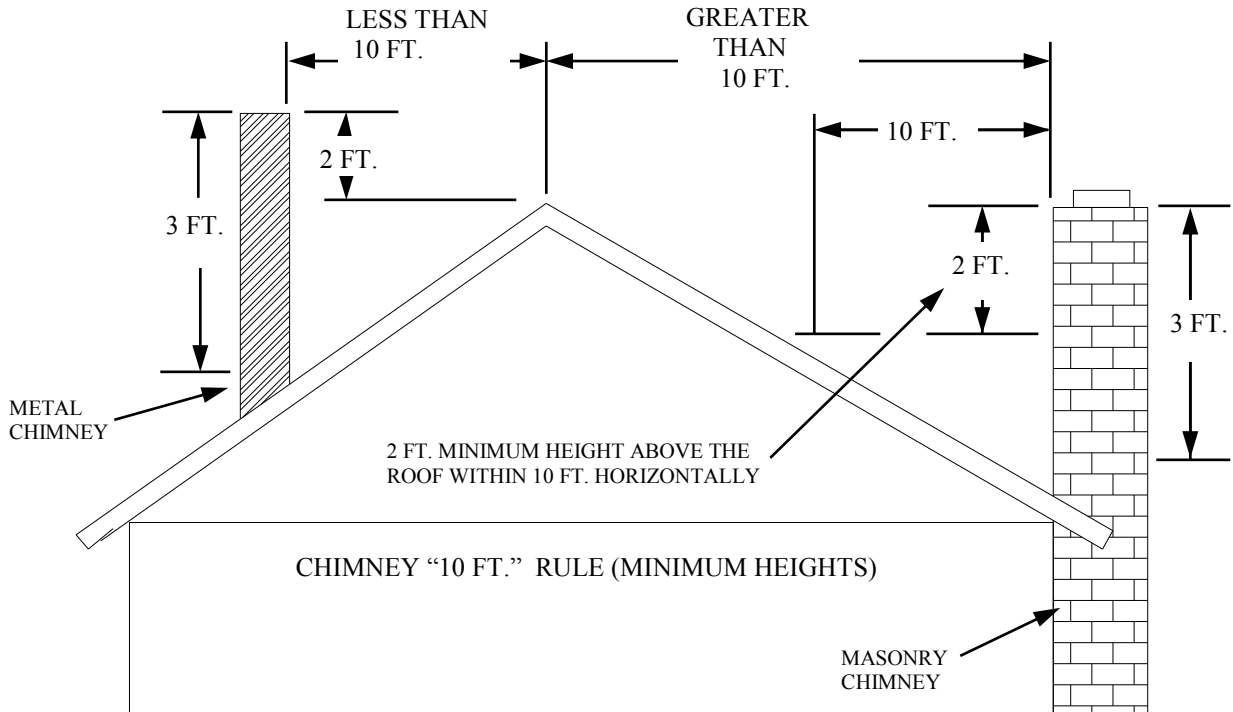 LESS THAN
10 FT.
GREATER
THAN
10 FT.
10 FT.
2 FT.
3 FT.
2 FT.
3 FT.
METAL
CHIMNEY
2 FT. MINIMUM HEIGHT ABOVE THE
ROOF WITHIN 10 FT. HORIZONTALLY
CHIMNEY “10 FT.” RULE (MINIMUM HEIGHTS)
MASONRY
CHIMNEY